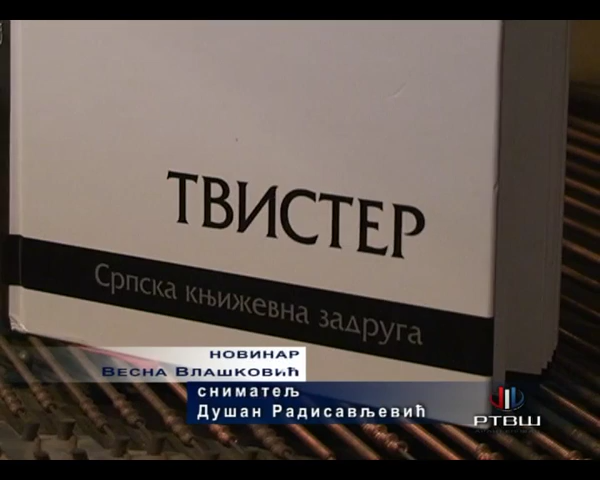 ТВИСТЕР
Српска књижевна задруга
НОВИНАР
ВЕСНА ВЛАШКОВИЋ
сниматељ
Душан Радисављевић
РТВШ